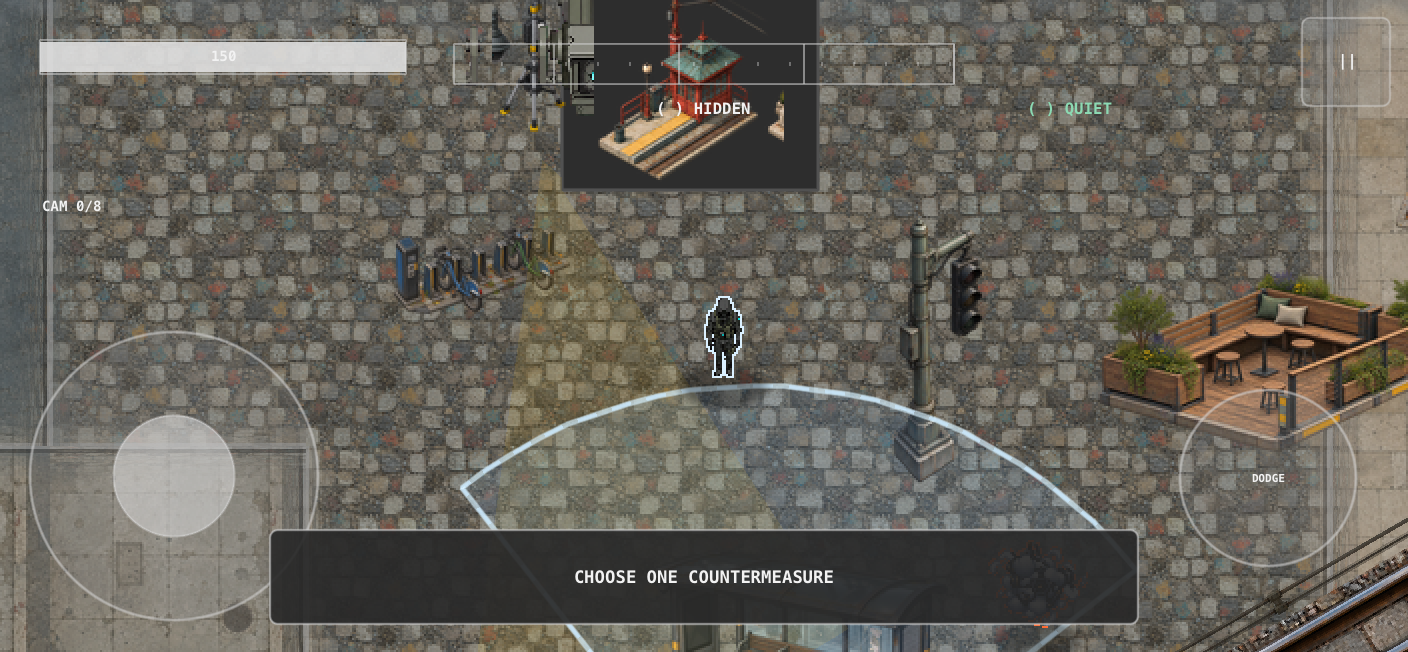 150
||
( ) HIDDEN
( ) QUIET
CAM 0/8
DODGE
CHOOSE ONE COUNTERMEASURE